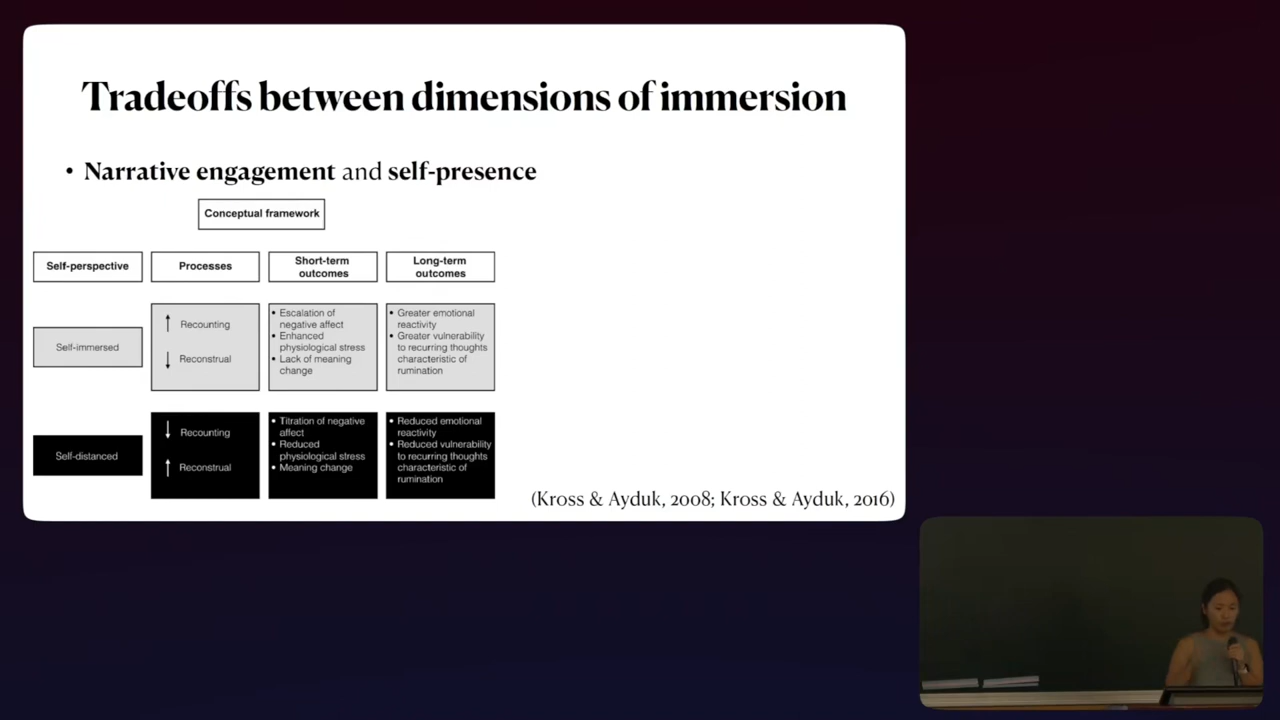 Tradeoffs between dimensions of immersion
• Narrative engagement and self-presence
Conceptual framework
Self-perspective
Processes
Short-term
outcomes
Long-term
outcomes
Self-immersed
↑ Recounting
↓ Reconstrual
• Escalation of
negative affect
• Enhanced
physiological stress
• Lack of meaning
change
• Greater emotional
reactivity
• Greater vulnerability
to recurring thoughts
characteristic of
rumination
Self-distanced
↓ Recounting
↑ Reconstrual
• Titration of negative
affect
• Reduced
physiological stress
• Meaning change
• Reduced emotional
reactivity
• Reduced vulnerability
to recurring thoughts
characteristic of
rumination
(Kross & Ayduk, 2008; Kross & Ayduk, 2016)